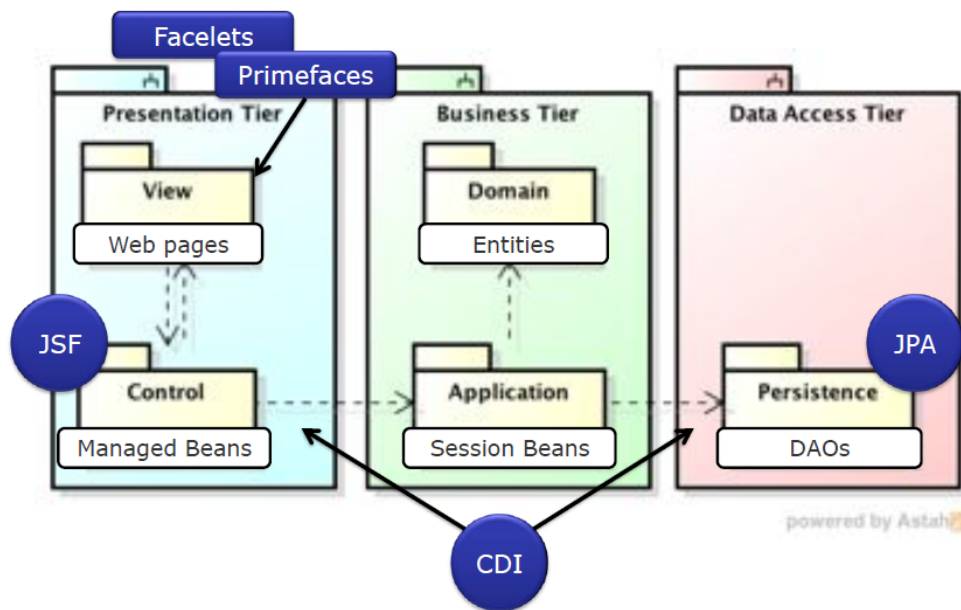 Facelets
Primefaces
Presentation Tier
Business Tier
Data Access Tier
View
Web pages
Domain
Entities
JSF
JPA
Control
Managed Beans
Application
Session Beans
Persistence
DAOs
CDI
powered by Astah